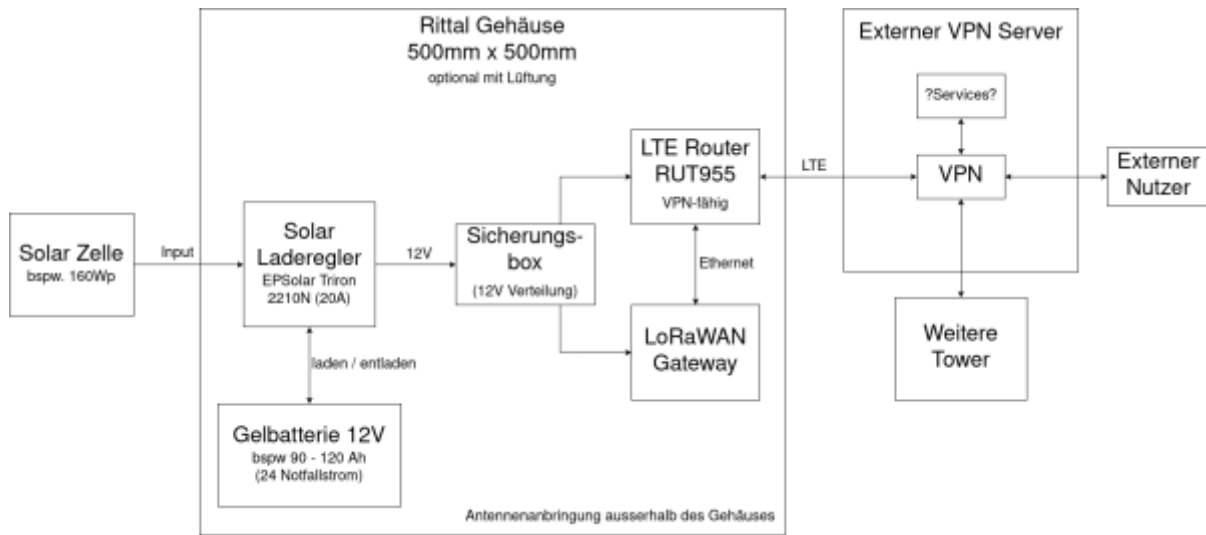 Rittal Gehäuse
500mm x 500mm
optional mit Lüftung
Externer VPN Server
?Services?
LTE Router
RUT955
VPN-fähig
LTE
VPN
Externer
Nutzer
Solar Zelle
bspw. 160Wp
Input
Solar
Laderegler
EPSolar Triron
2210N (20A)
12V
Sicherungs-
box
(12V Verteilung)
Ethernet
LoRaWAN
Gateway
Weitere
Tower
laden / entladen
Gelbatterie 12V
bspw 90 - 120 Ah
(24 Notfallstrom)
Antennenanbringung ausserhalb des Gehäuses